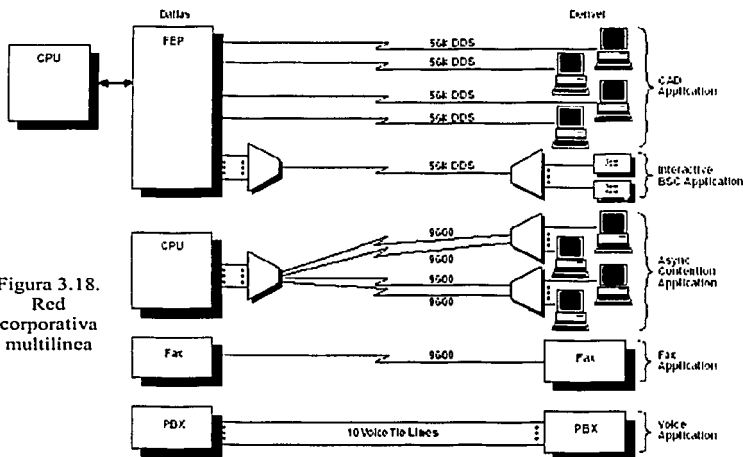 Dallas
Denver
CPU
FEP
56k DDS
56k DDS
56k DDS
56k DDS
CAD
Application
56k DDS
Interactive
BSC Application
CPU
9600
9600
9600
9600
Async
Contention
Application
Figura 3.18.
Red
corporativa
multilínea
Fax
9600
Fax
Fax
Application
PBX
10 Voice Tie Lines
PBX
Voice
Application